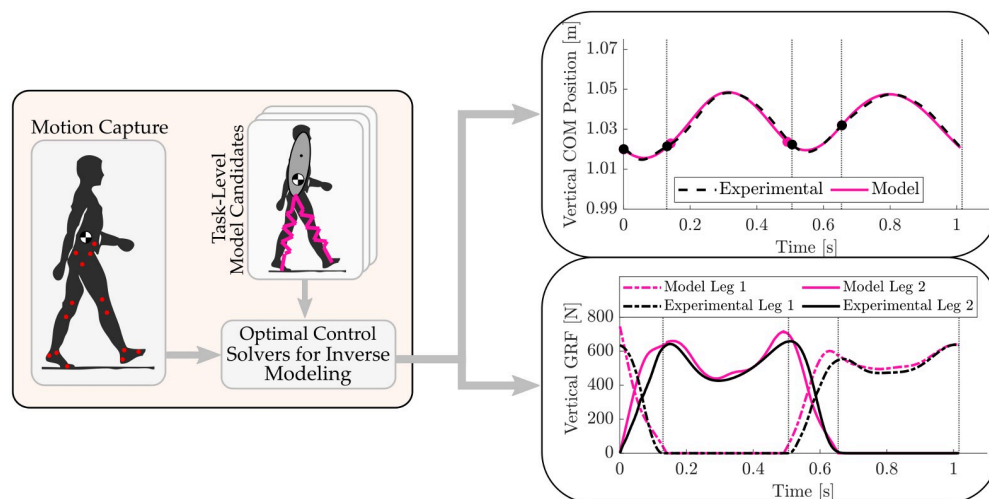 Motion Capture
Task-Level
Model Candidates
Optimal Control
Solvers for Inverse
Modeling
Vertical COM Position [m]
1.07
1.05
1.03
1.01
0.99
Experimental Model
0 0.2 0.4 0.6 0.8 1
Time [s]
Model Leg 1 Model Leg 2
Experimental Leg 1 Experimental Leg 2
Vertical GRF [N]
800
600
400
200
0
0 0.2 0.4 0.6 0.8 1
Time [s]